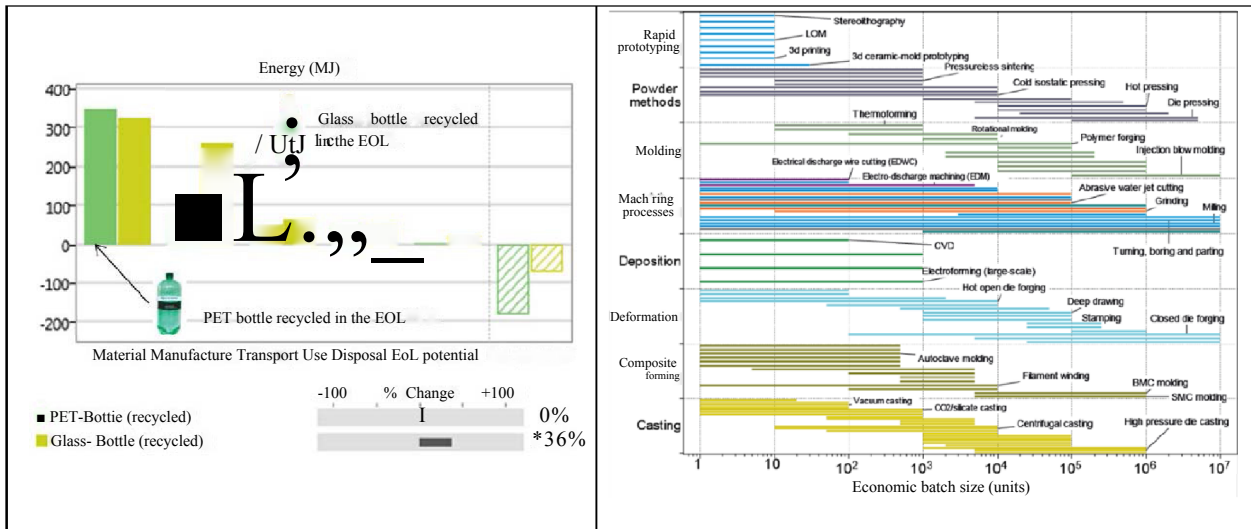 Energy (MJ)
400
300
200
100
0
-100
-200
Glass bottle recycled
in the EOL
/ UtJ
L
PET bottle recycled in the EOL
Material Manufacture Transport Use Disposal EoL potential
-100 % Change +100
PET-Bottie (recycled)
I
0%
Glass- Bottle (recycled)
*36%
Rapid
prototyping
Stereolithography
LOM
3d printing
3d ceramic-mold prototyping
Powder
methods
Pressureless sintering
Cold isostatic pressing
Hot pressing
Die pressing
Molding
Thermoforming
Rotational molding
Polymer forging
Injection blow molding
Mach'ring
processes
Electrical discharge wire cutting (EDWC)
Electro-discharge machining (EDM)
Abrasive water jet cutting
Grinding
Milling
Turning, boring and parting
Deposition
CVD
Electroforming (large-scale)
Deformation
Hot open die forging
Deep drawing
Stamping
Closed die forging
Composite
forming
Autoclave molding
Filament winding
BMC molding
SMC molding
Casting
Vacuum casting
CO2/silicate casting
Centrifugal casting
High pressure die casting
1 10 10² 10³ 10⁴ 10⁵ 10⁶ 10⁷
Economic batch size (units)